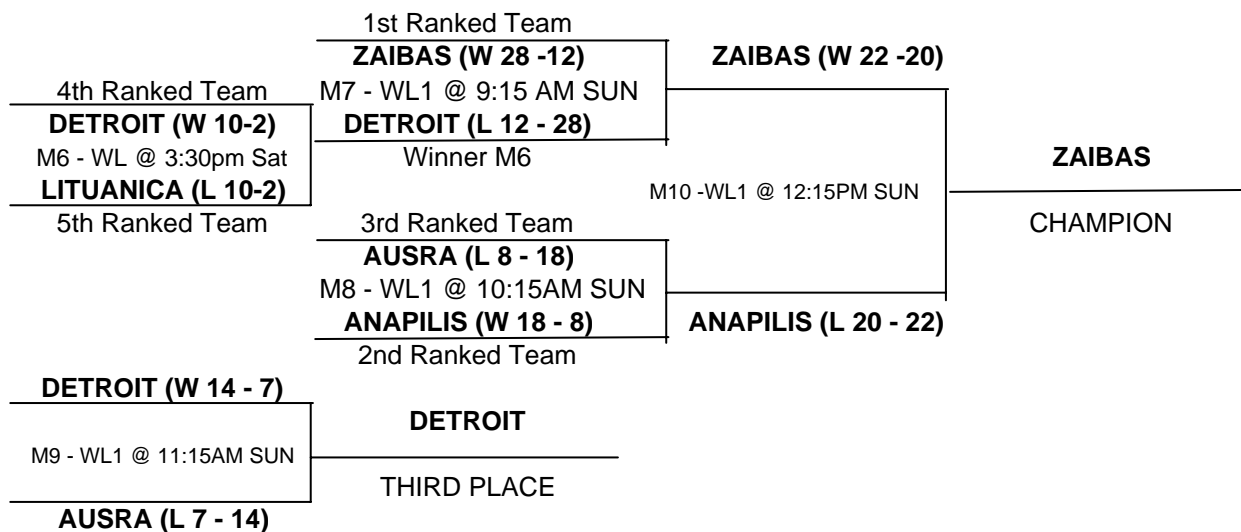 1st Ranked Team
ZAIBAS (W 28 -12)
ZAIBAS (W 22 -20)
4th Ranked Team
M7 - WL1 @ 9:15 AM SUN
DETROIT (W 10-2)
DETROIT (L 12 - 28)
M6 - WL @ 3:30pm Sat
Winner M6
ZAIBAS
LITUANICA (L 10-2)
M10 -WL1 @ 12:15PM SUN
5th Ranked Team
3rd Ranked Team
CHAMPION
AUSRA (L 8 - 18)
M8 - WL1 @ 10:15AM SUN
ANAPILIS (W 18 - 8)
ANAPILIS (L 20 - 22)
2nd Ranked Team
DETROIT (W 14 - 7)
DETROIT
M9 - WL1 @ 11:15AM SUN
THIRD PLACE
AUSRA (L 7 - 14)